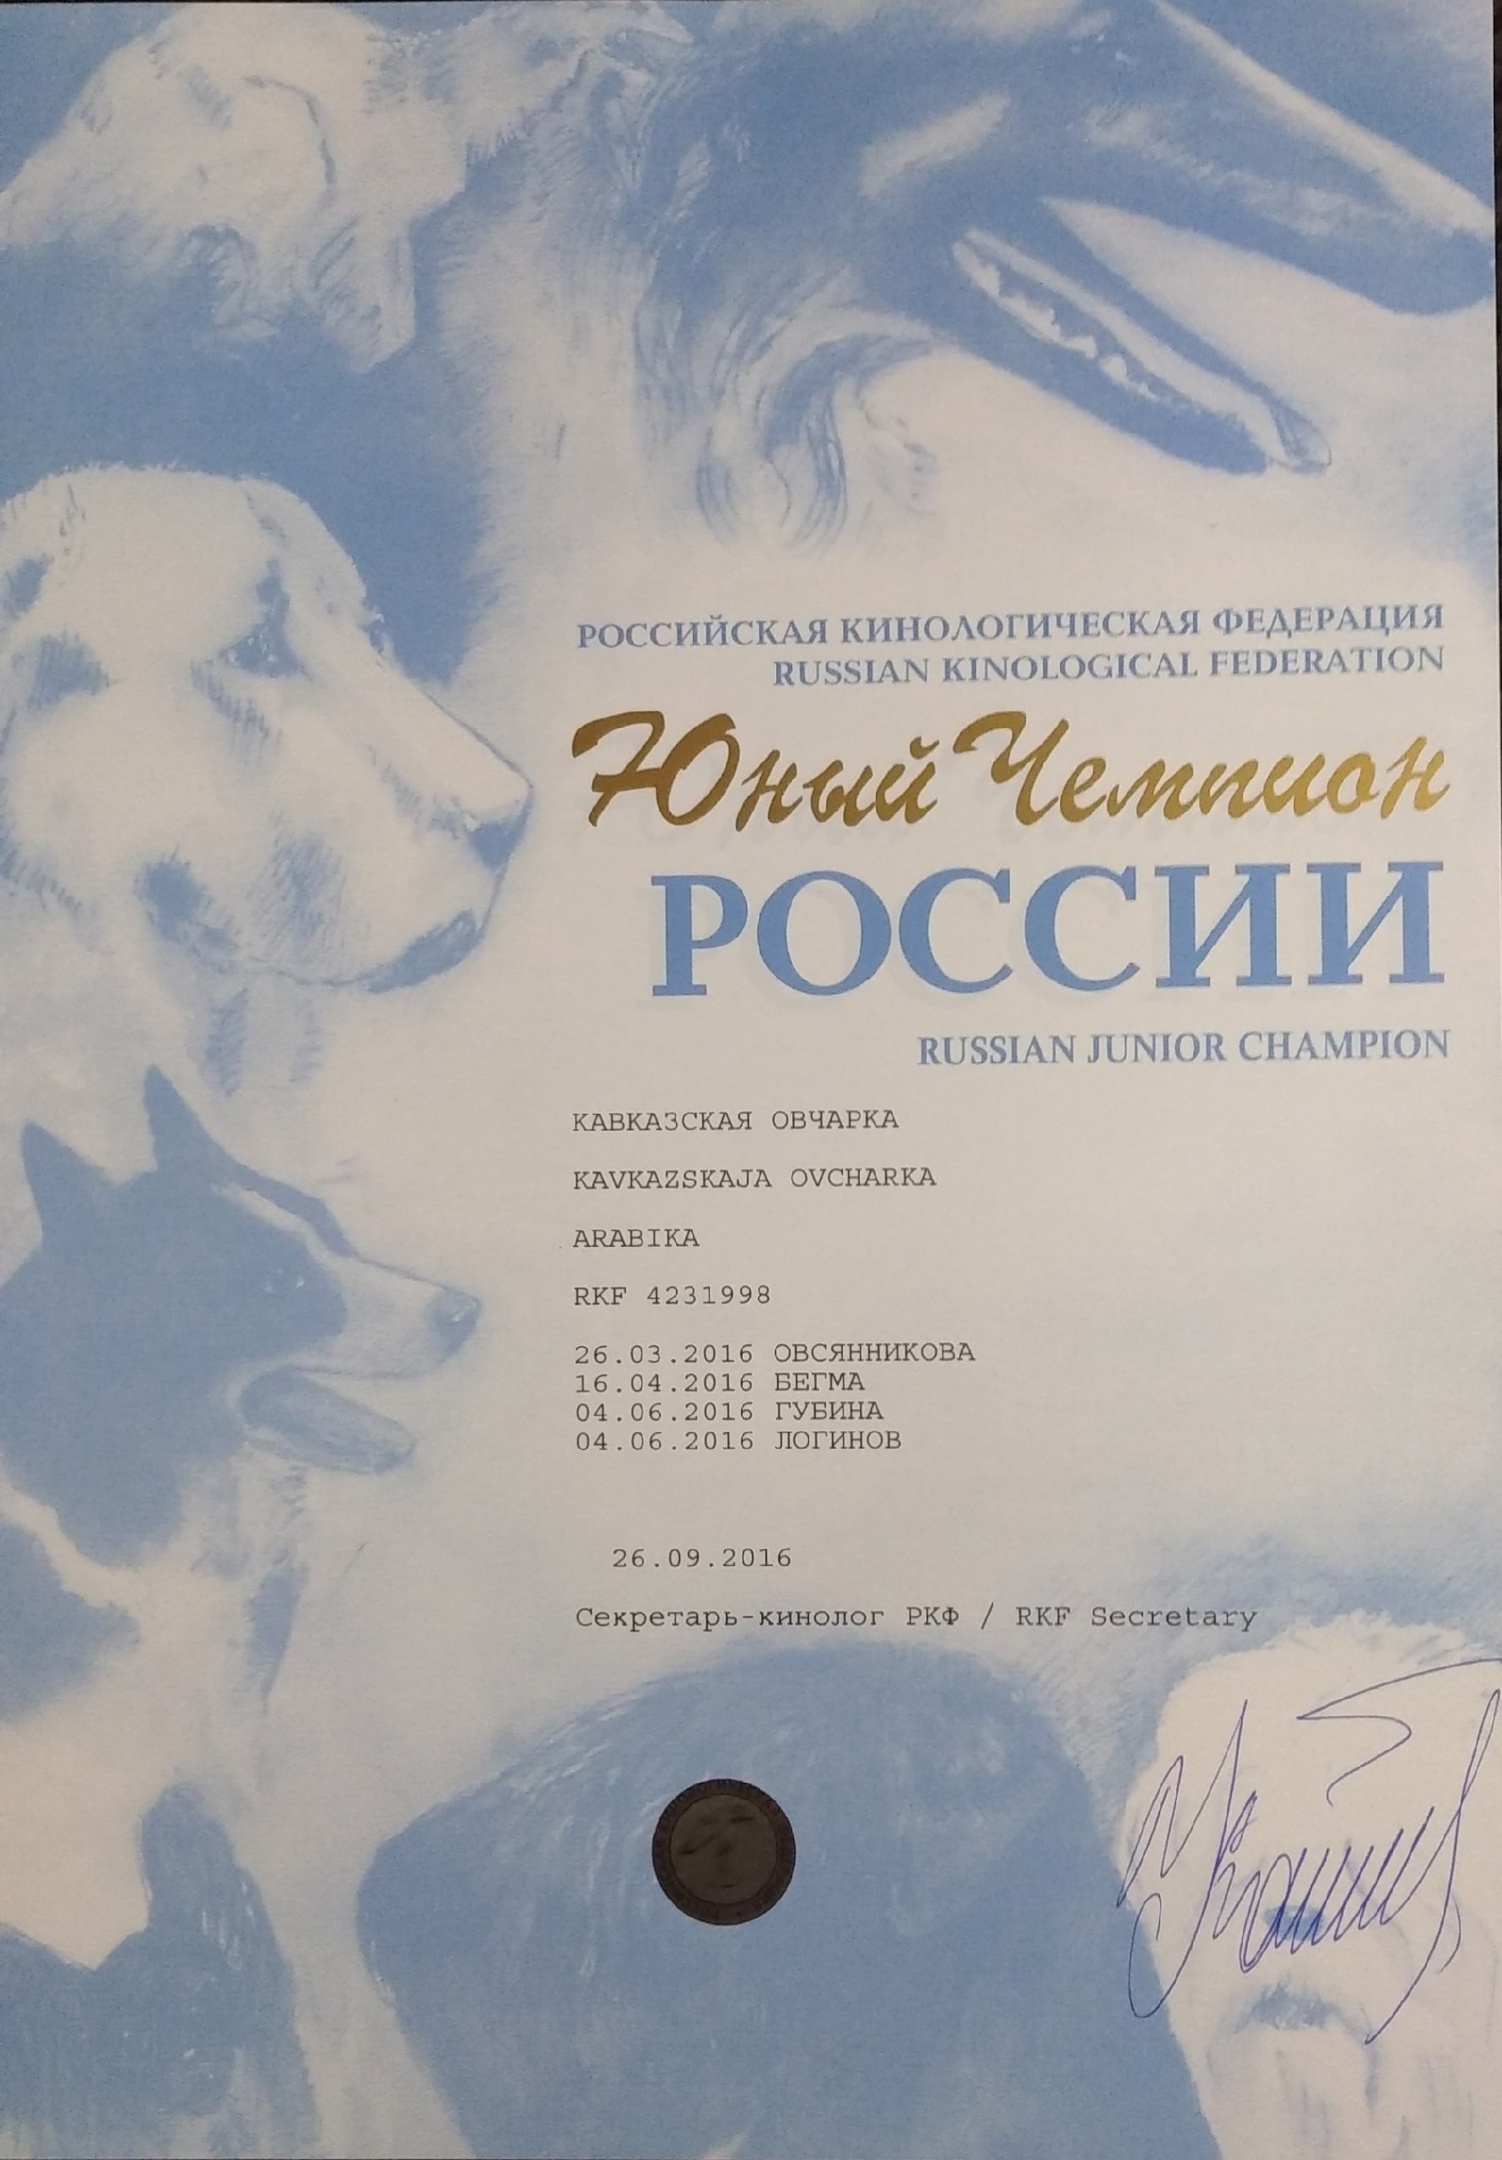 РОССИЙСКАЯ КИНОЛОГИЧЕСКАЯ ФЕДЕРАЦИЯ
RUSSIAN KINOLOGICAL FEDERATION
Юный Чемпион
РОССИИ
RUSSIAN JUNIOR CHAMPION
КАВКАЗСКАЯ ОВЧАРКА
KAVKAZSKAJA OVCHARKA
ARABIKA
RKF 4231998
26.03.2016 ОВСЯННИКОВА
16.04.2016 БЕГМА
04.06.2016 ГУБИНА
04.06.2016 ЛОГИНОВ
26.09.2016
Секретарь-кинолог РКФ / RKF Secretary